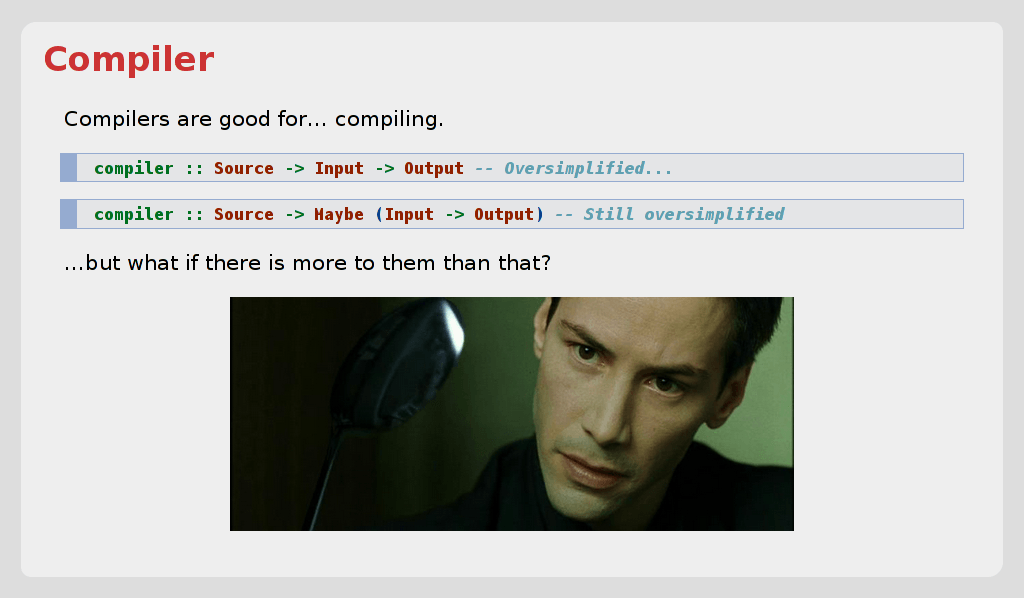 Compiler
Compilers are good for… compiling.
compiler :: Source -> Input -> Output -- Oversimplified...
compiler :: Source -> Maybe (Input -> Output) -- Still oversimplified
…but what if there is more to them than that?